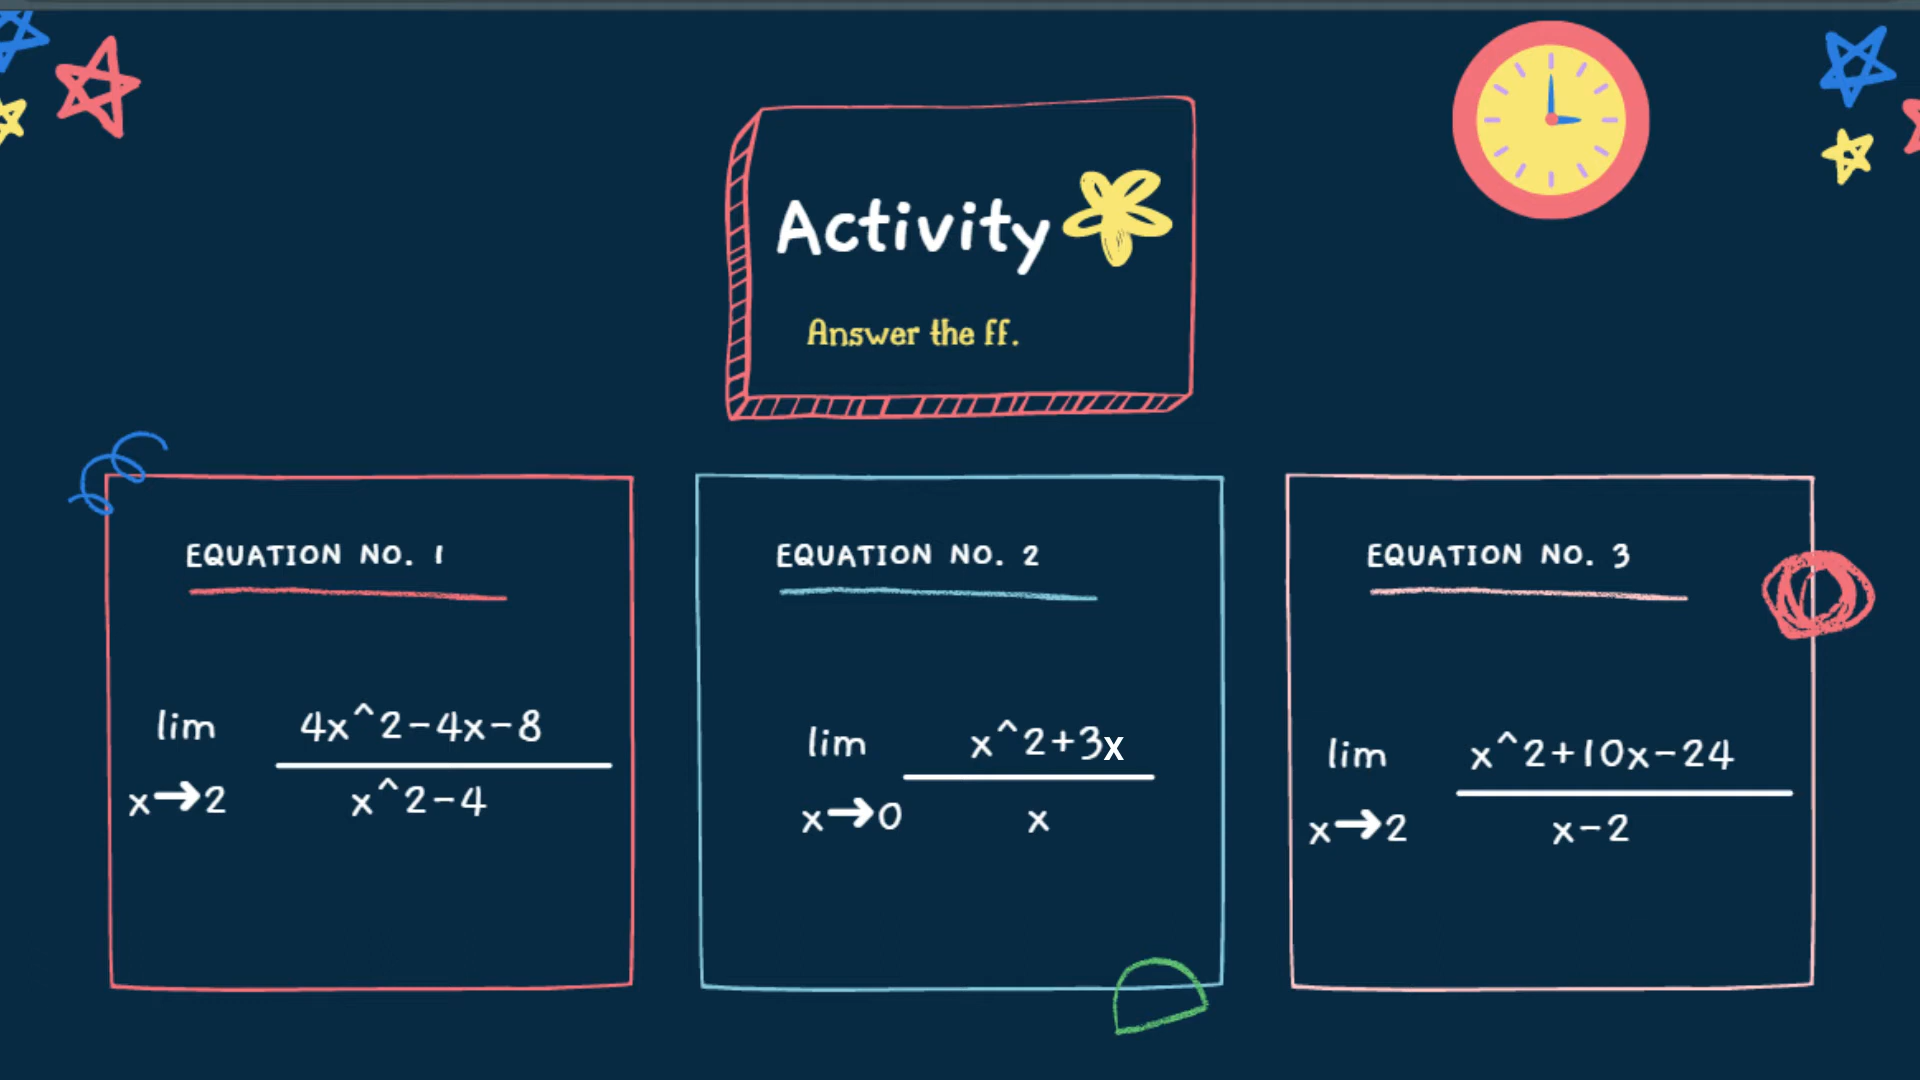 Activity
Answer the ff.
EQUATION NO. 1
lim 4x^2-4x-8
x→2 x^2-4
EQUATION NO. 2
lim x^2+3x
x→0 x
EQUATION NO. 3
lim x^2+10x-24
x→2 x-2